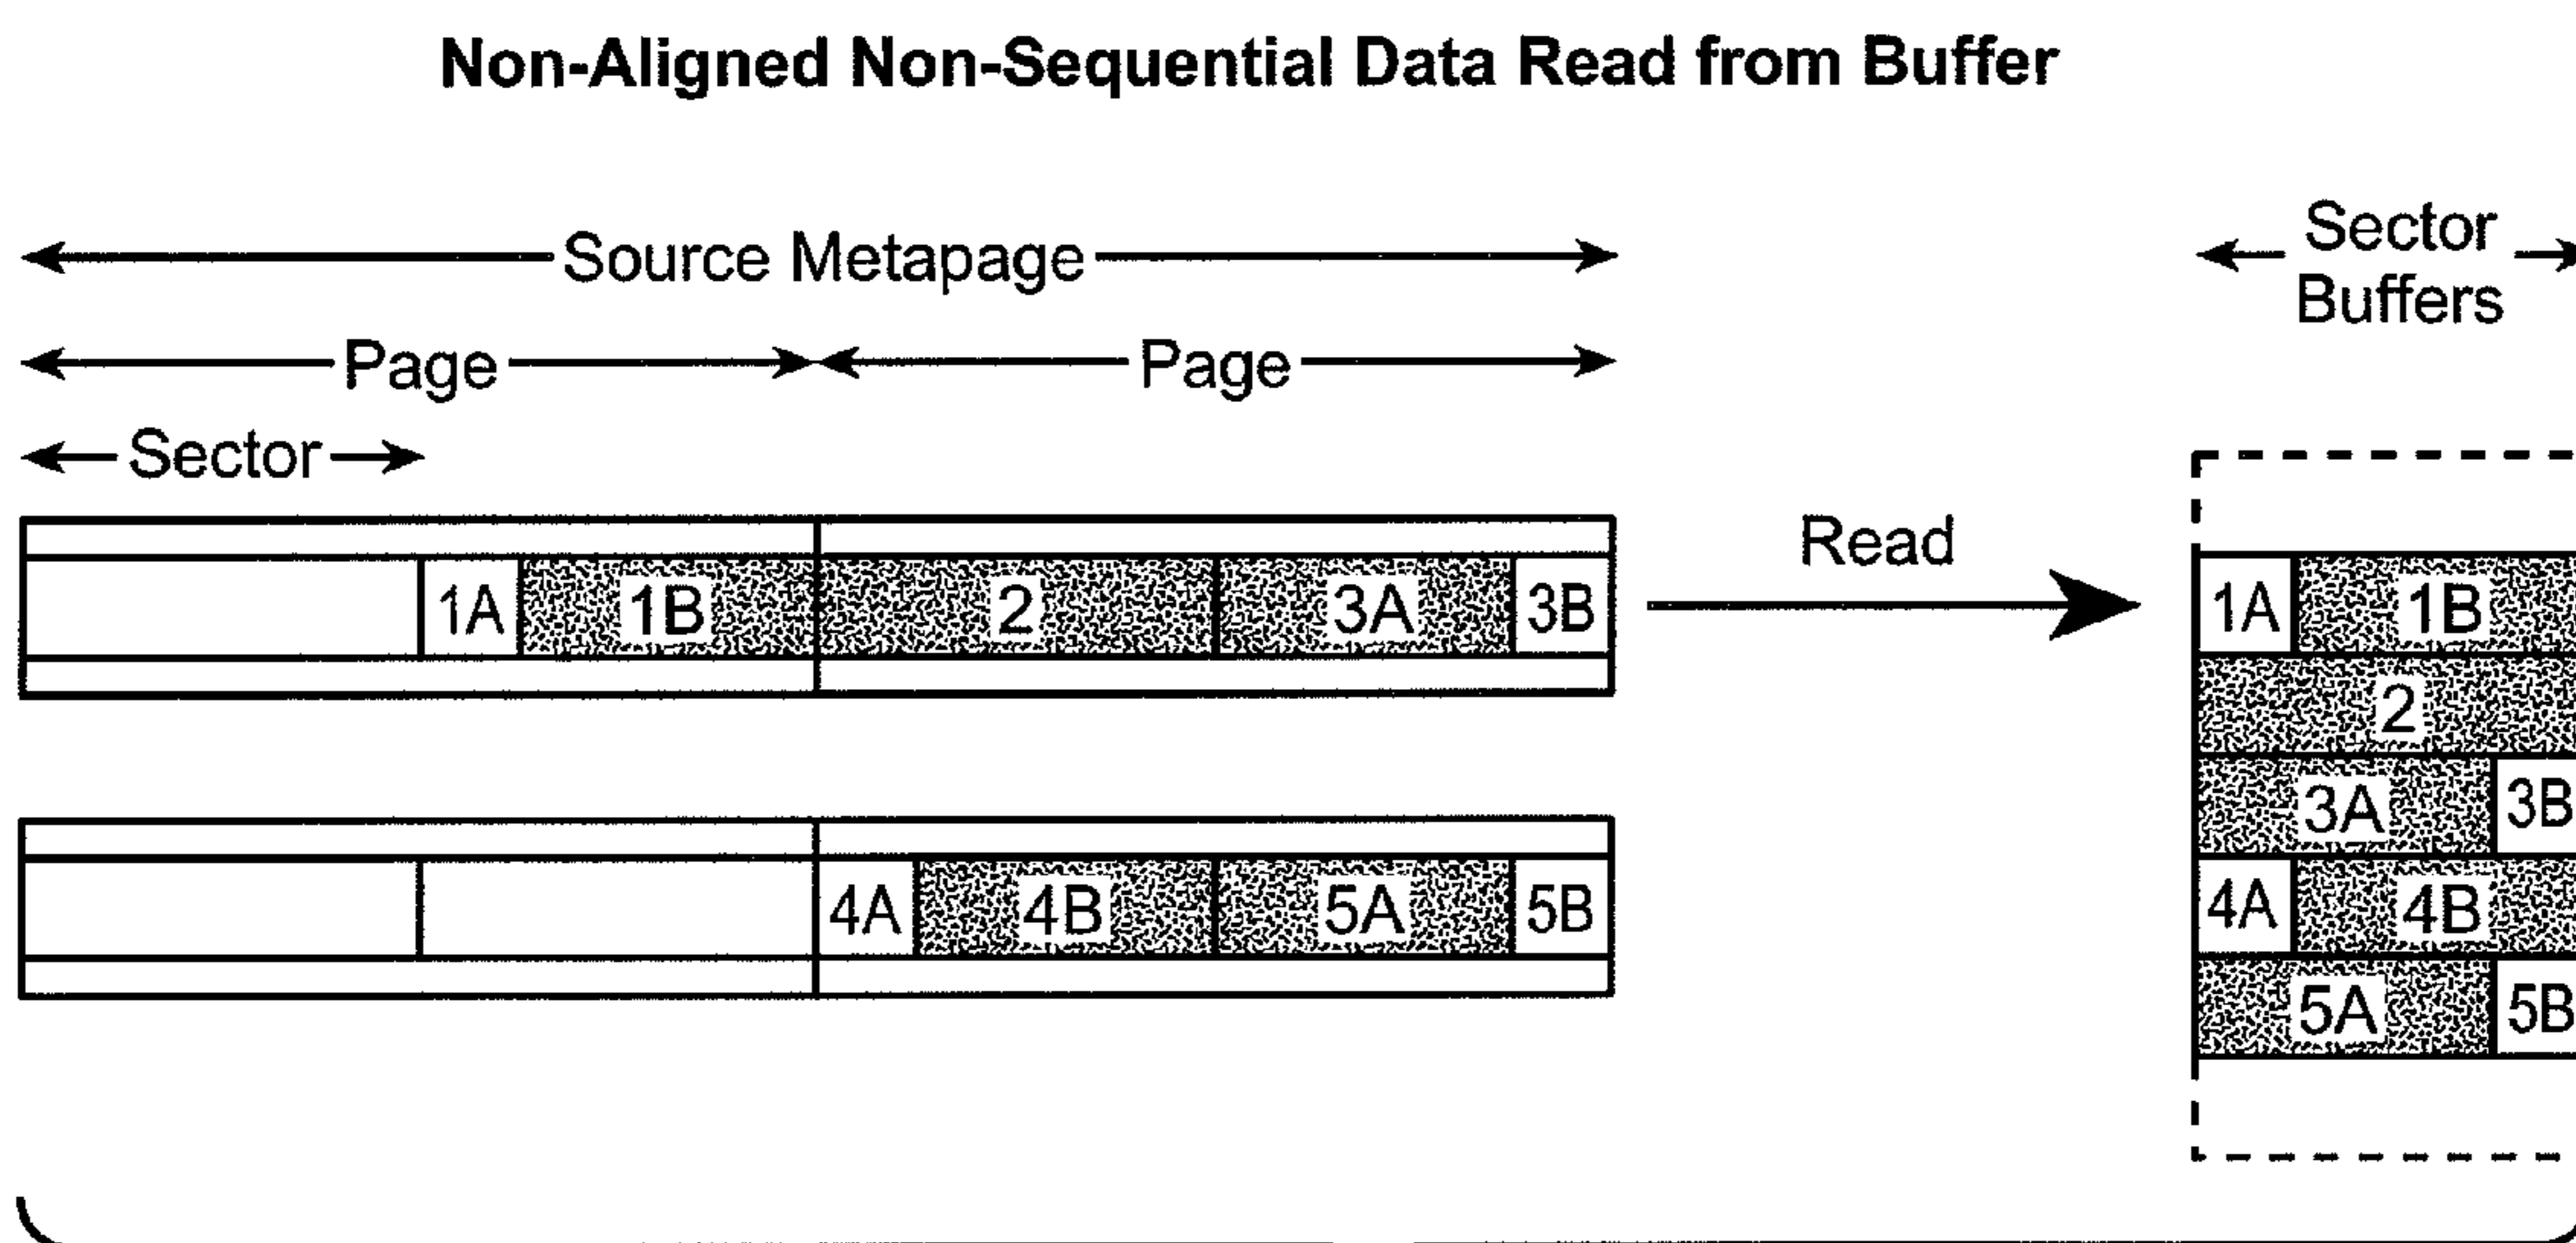 Non-Aligned Non-Sequential Data Read from Buffer
Source Metapage
Sector
Buffers
Page Page
Sector
Read
1A 1B 2 3A 3B
4A 4B 5A 5B
1A 1B
2
3A 3B
4A 4B
5A 5B